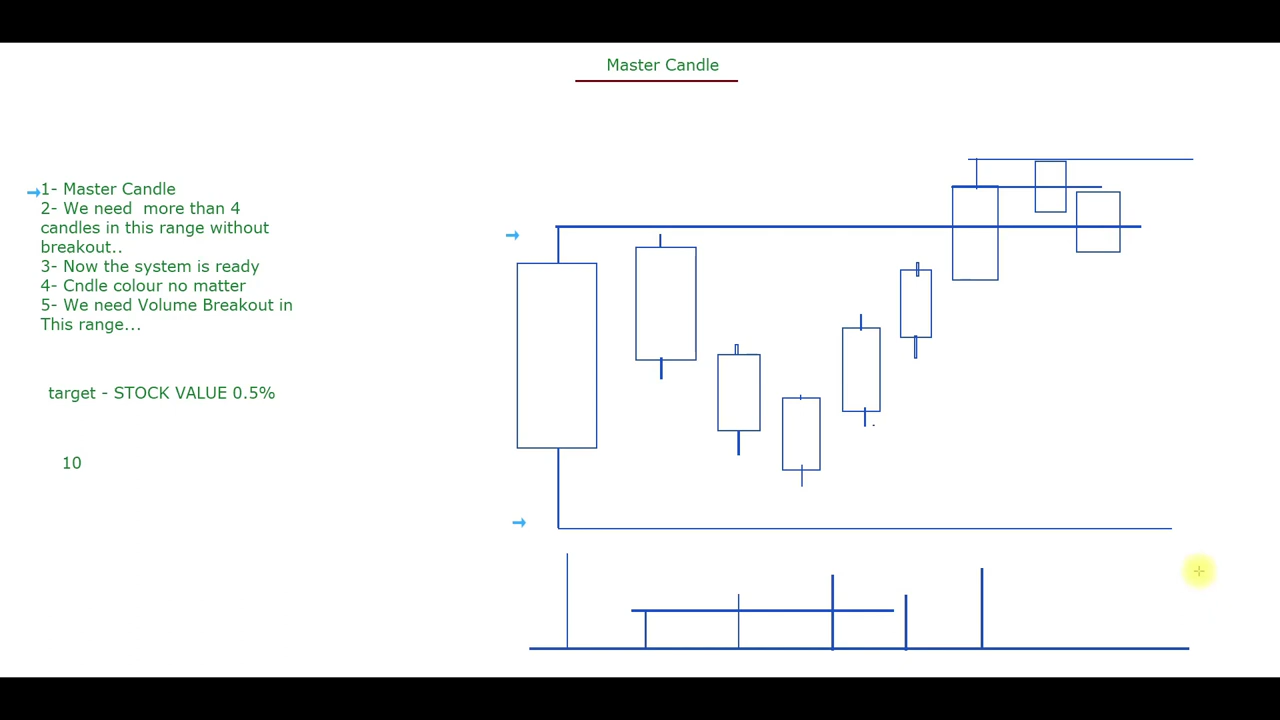 Master Candle
1- Master Candle
2- We need  more than 4
candles in this range without
breakout..
3- Now the system is ready
4- Cndle colour no matter
5- We need Volume Breakout in
This range...
target - STOCK VALUE 0.5%
10